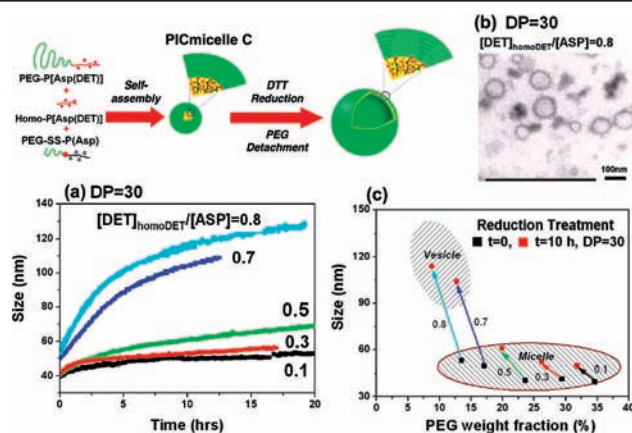 PICmicelle C
PEG-P[Asp(DET)]
+
Homo-P[Asp(DET)]
+
PEG-SS-P(Asp)
Self-
assembly
DTT
Reduction
PEG
Detachment
(b) DP=30
[DET]homoDET/[ASP]=0.8
100nm
(a) DP=30
[DET]homoDET/[ASP]=0.8
0.7
0.5
0.3
0.1
Size (nm)
140
120
100
80
60
40
20
0 5 10 15 20
Time (hrs)
(c)
Reduction Treatment
t=0, t=10 h, DP=30
Vesicle
Micelle
0.8
0.7
0.5
0.3
0.1
Size (nm)
150
120
90
60
30
0
0 5 10 15 20 25 30 35 40
PEG weight fraction (%)